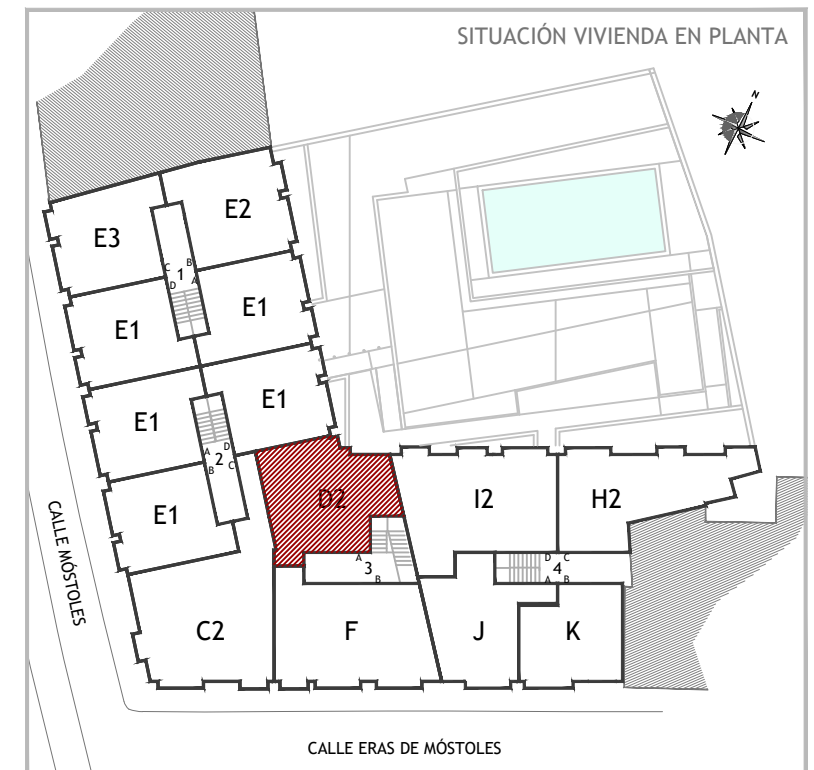 SITUACIÓN VIVIENDA EN PLANTA
N
E2
E3
C B
1
D A
E1
E1
E1
E1
A D
2
B C
D2
I2
H2
E1
A
3
B
D C
4
A B
CALLE MÓSTOLES
C2
F
J
K
CALLE ERAS DE MÓSTOLES